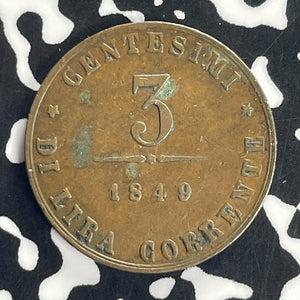 CENTESIMI
3
1849
DI LIRA CORRENTE